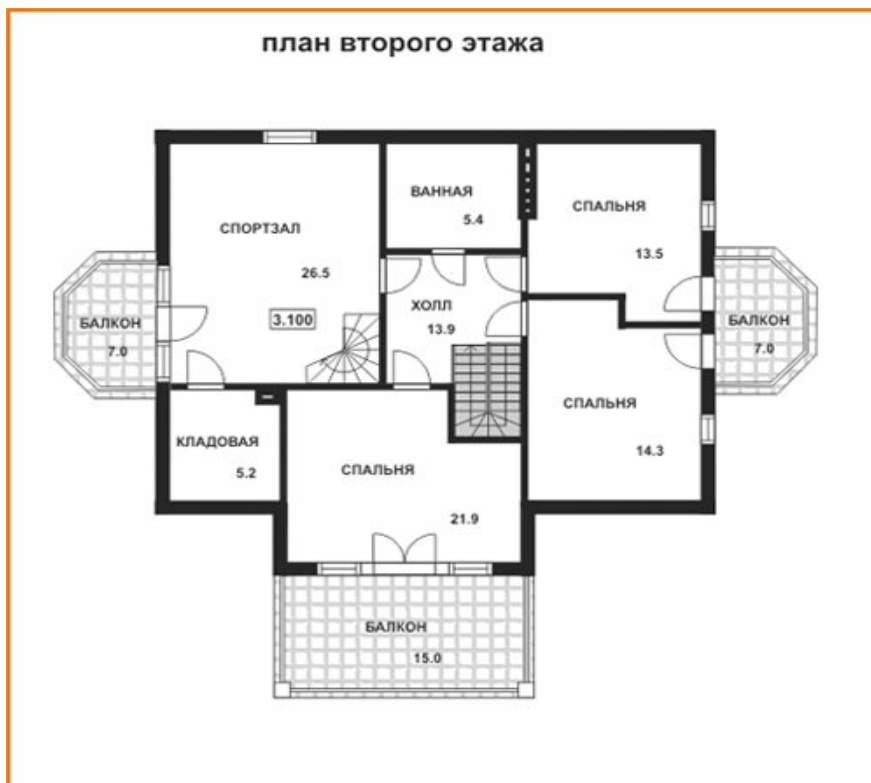 план второго этажа
ВАННАЯ
5.4
СПАЛЬНЯ
13.5
СПОРТЗАЛ
26.5
3.100
ХОЛЛ
13.9
БАЛКОН
7.0
БАЛКОН
7.0
СПАЛЬНЯ
14.3
КЛАДОВАЯ
5.2
СПАЛЬНЯ
21.9
БАЛКОН
15.0